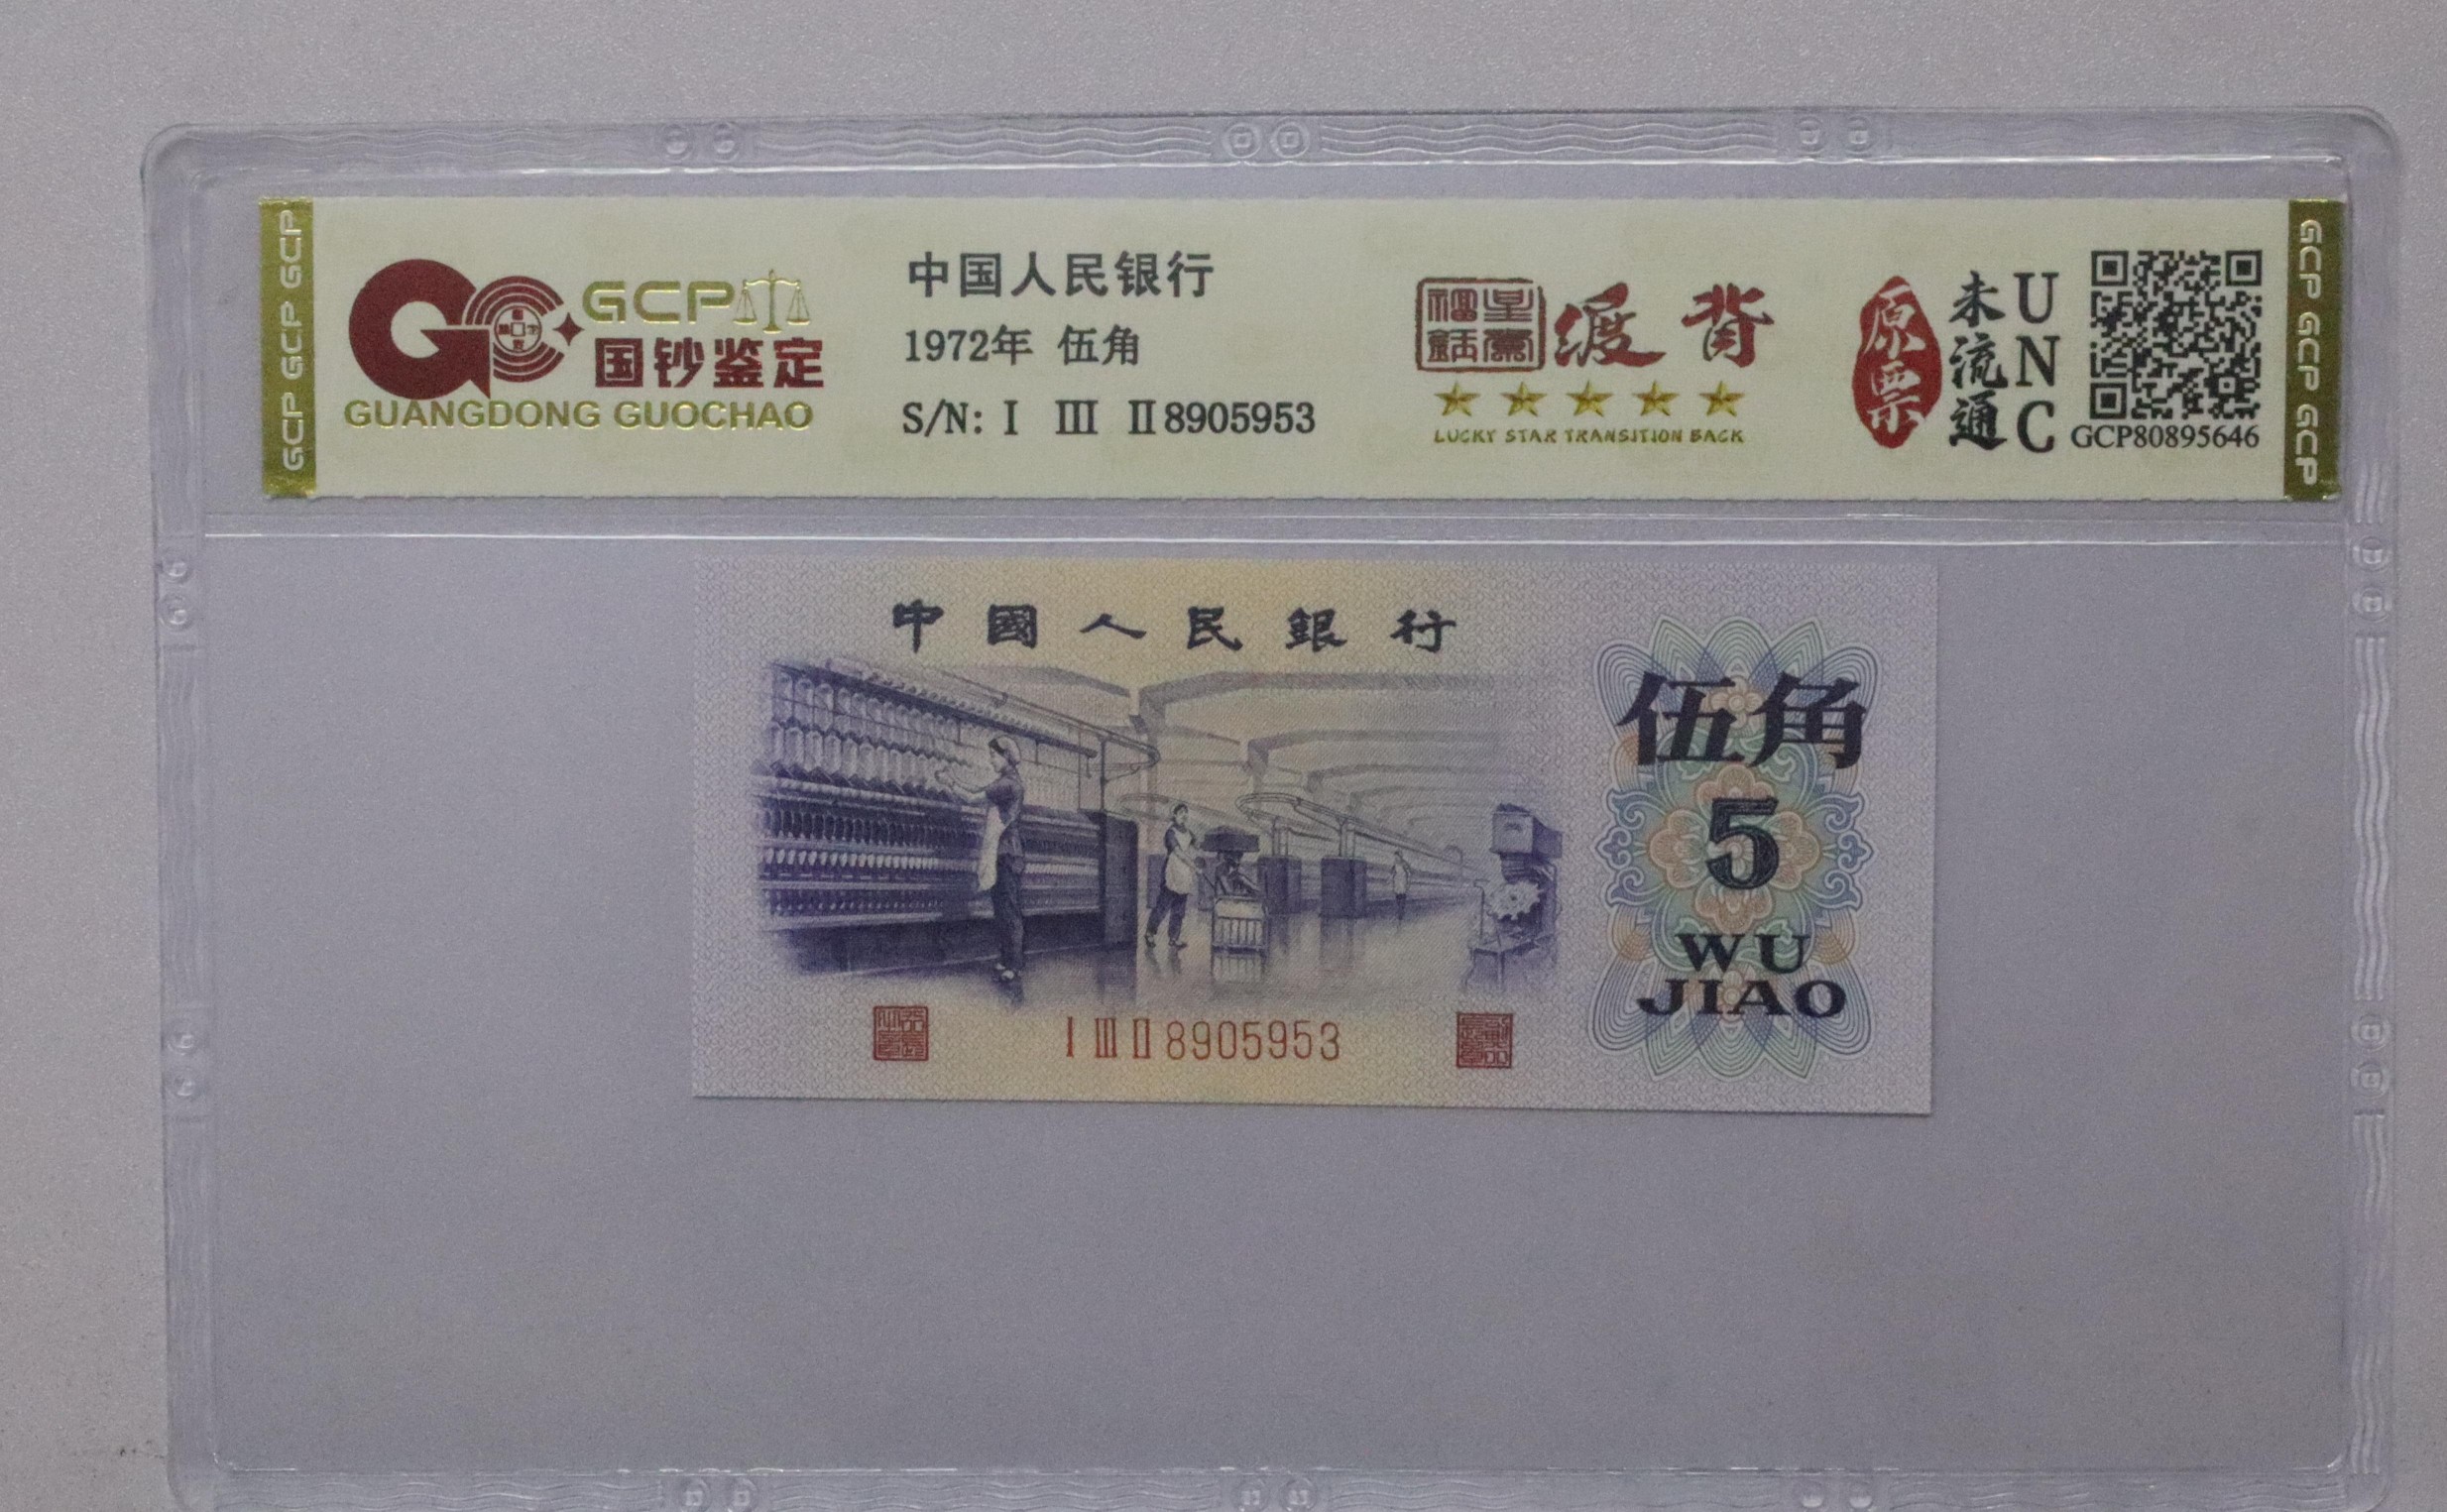 GCP GCP GCP
GCP
国钞鉴定
GUANGDONG GUOCHAO
中国人民银行
1972年 伍角
S/N: I III II 8905953
渡背
LUCKY STAR TRANSITION BACK
原票
未流通
UNC
GCP80895646
GCP GCP GCP
中國人民銀行
伍角
5
WU
JIAO
I III II 8905953